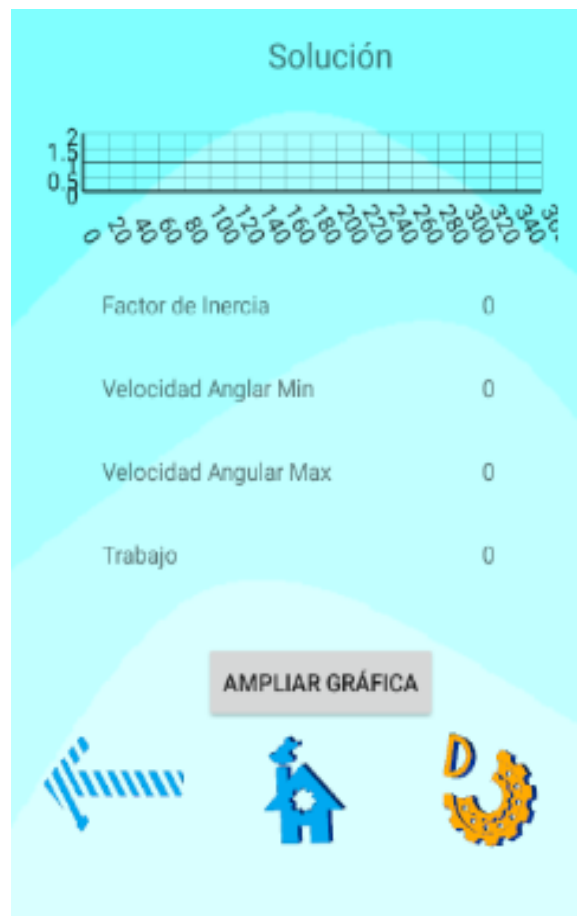 Solución
2
1.5
1
0.5
0
0 20 40 60 80 100 120 140 160 180 200 220 240 260 280 300 320 340
Factor de Inercia 0
Velocidad Anglar Min 0
Velocidad Angular Max 0
Trabajo 0
AMPLIAR GRÁFICA
D